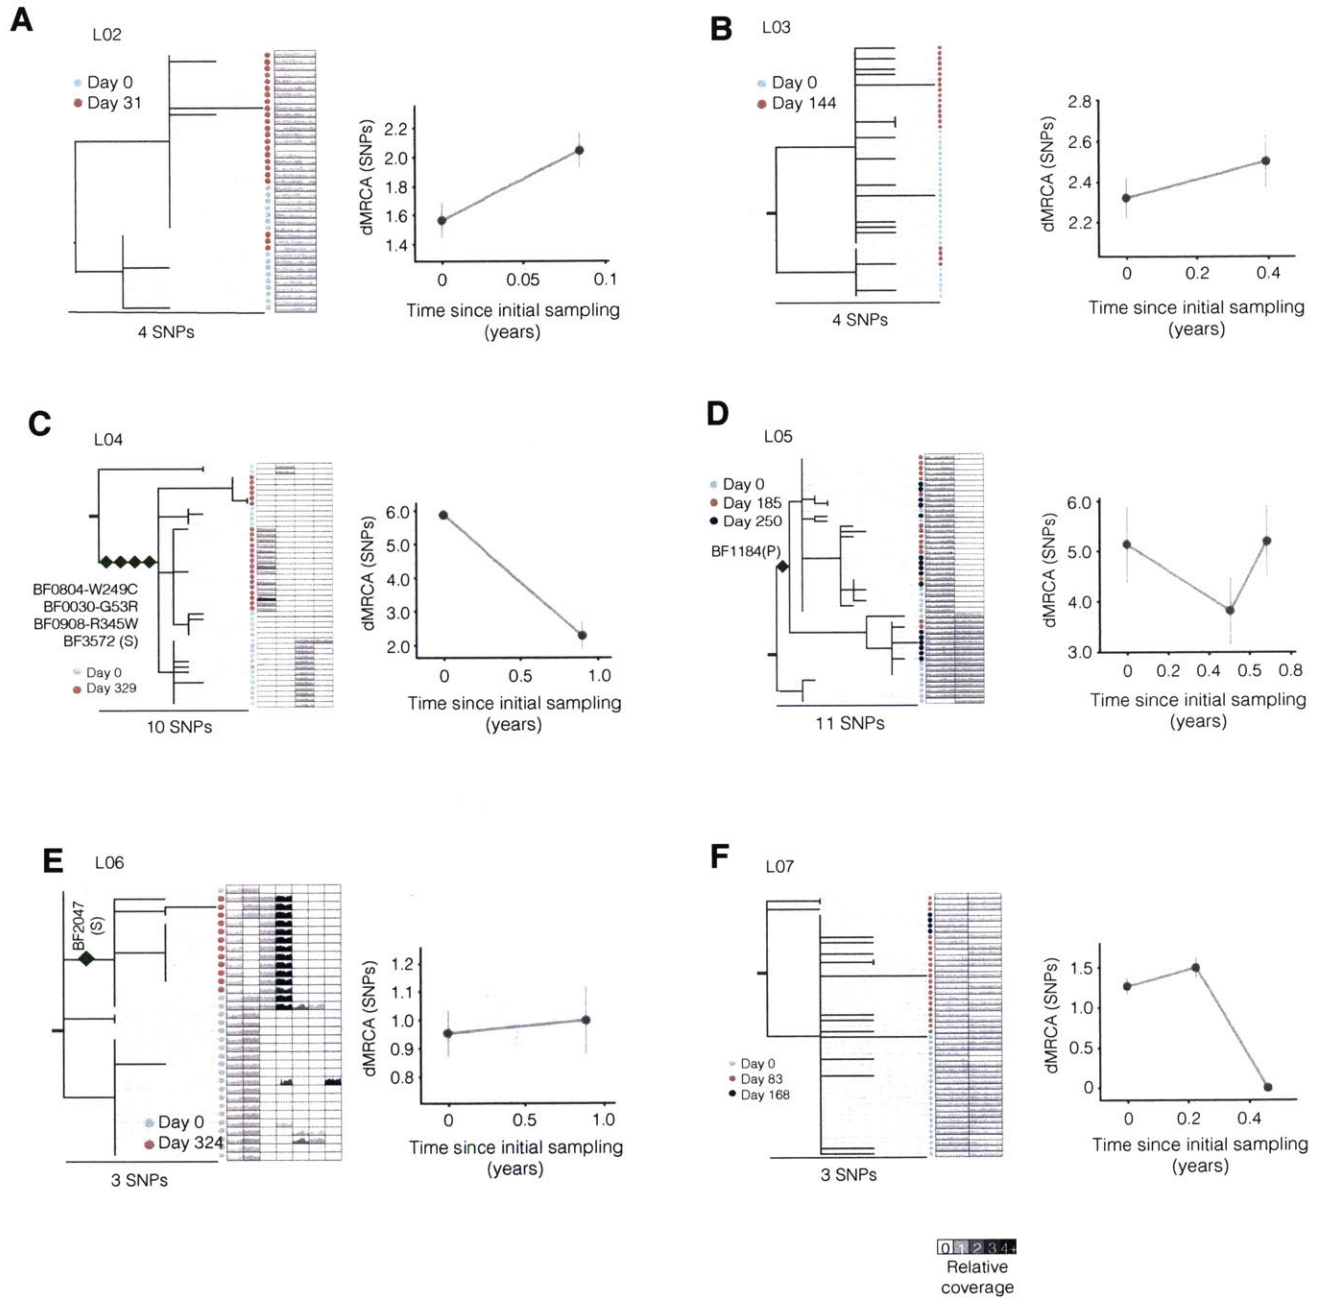 A
L02
Day 0
Day 31
4 SNPs
dMRCA (SNPs)
2.2
2.0
1.8
1.6
1.4
0 0.05 0.1
Time since initial sampling
(years)
B
L03
Day 0
Day 144
4 SNPs
dMRCA (SNPs)
2.8
2.6
2.4
2.2
0 0.2 0.4
Time since initial sampling
(years)
C
L04
BF0804-W249C
BF0030-G53R
BF0908-R345W
BF3572 (S)
Day 0
Day 329
10 SNPs
dMRCA (SNPs)
6.0
5.0
4.0
3.0
2.0
0 0.5 1.0
Time since initial sampling
(years)
D
L05
Day 0
Day 185
Day 250
BF1184(P)
11 SNPs
dMRCA (SNPs)
6.0
5.0
4.0
3.0
0 0.2 0.4 0.5 0.8
Time since initial sampling
(years)
E
L06
BF2047
(S)
Day 0
Day 324
3 SNPs
dMRCA (SNPs)
1.2
1.1
1.0
0.9
0.8
0 0.5 1.0
Time since initial sampling
(years)
F
L07
Day 0
Day 83
Day 168
3 SNPs
dMRCA (SNPs)
1.5
1.0
0.5
0
0 0.2 0.4
Time since initial sampling
(years)
0 1 2 3 4+
Relative
coverage